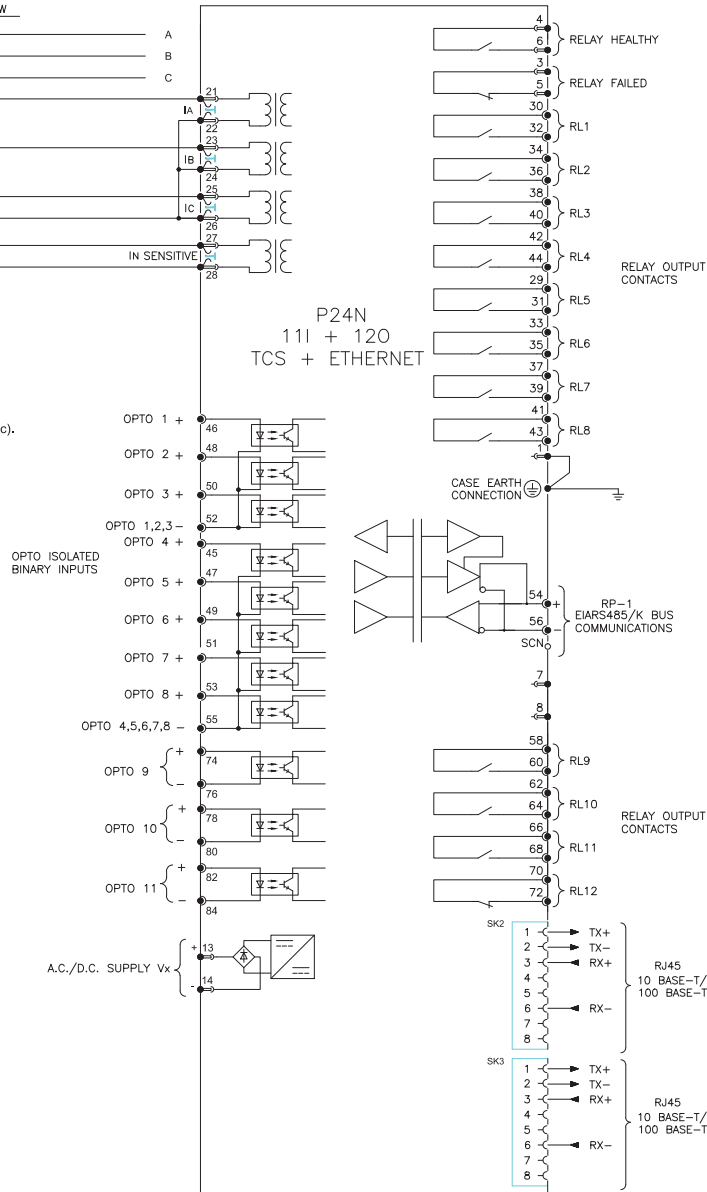 W
A
B
C
21
IA
22
23
IB
24
25
IC
26
27
IN SENSITIVE
28
P24N
11I + 12O
TCS + ETHERNET
c).
OPTO 1 +
46
OPTO 2 +
48
OPTO 3 +
50
OPTO 1,2,3 -
52
OPTO 4 +
45
OPTO ISOLATED
BINARY INPUTS
OPTO 5 +
47
OPTO 6 +
49
OPTO 7 +
51
OPTO 8 +
53
OPTO 4,5,6,7,8 -
55
OPTO 9
+
74
-
76
OPTO 10
+
78
-
80
OPTO 11
+
82
-
84
A.C./D.C. SUPPLY Vx
+ 13
- 14
4
6
RELAY HEALTHY
3
5
RELAY FAILED
30
32
RL1
34
36
RL2
38
40
RL3
42
44
RL4
29
31
RL5
33
35
RL6
37
39
RL7
41
43
RL8
RELAY OUTPUT
CONTACTS
1
CASE EARTH
CONNECTION
54 +
56 -
SCN
RP-1
EIARS485/K BUS
COMMUNICATIONS
7
8
58
60
RL9
62
64
RL10
66
68
RL11
70
72
RL12
RELAY OUTPUT
CONTACTS
SK2
1 TX+
2 TX-
3 RX+
4
5
6 RX-
7
8
RJ45
10 BASE-T/
100 BASE-T
SK3
1 TX+
2 TX-
3 RX+
4
5
6 RX-
7
8
RJ45
10 BASE-T/
100 BASE-T